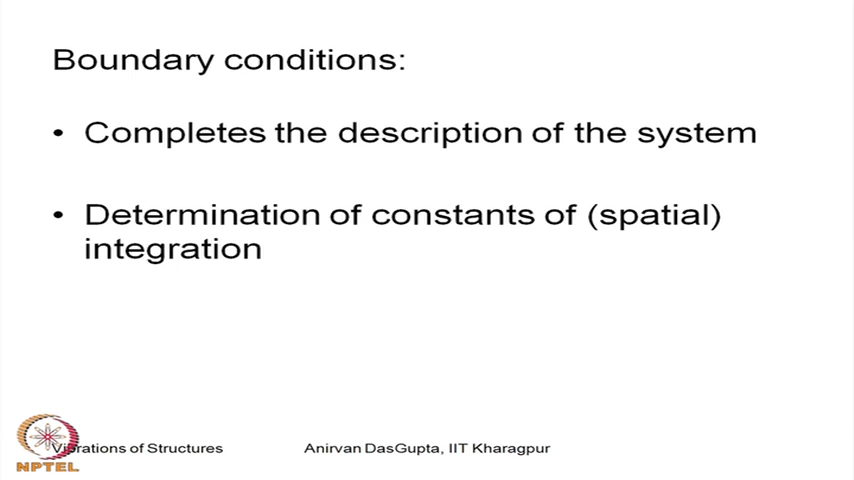 Boundary conditions:
• Completes the description of the system
• Determination of constants of (spatial)
integration
Vibrations of Structures
Anirvan DasGupta, IIT Kharagpur
NPTEL